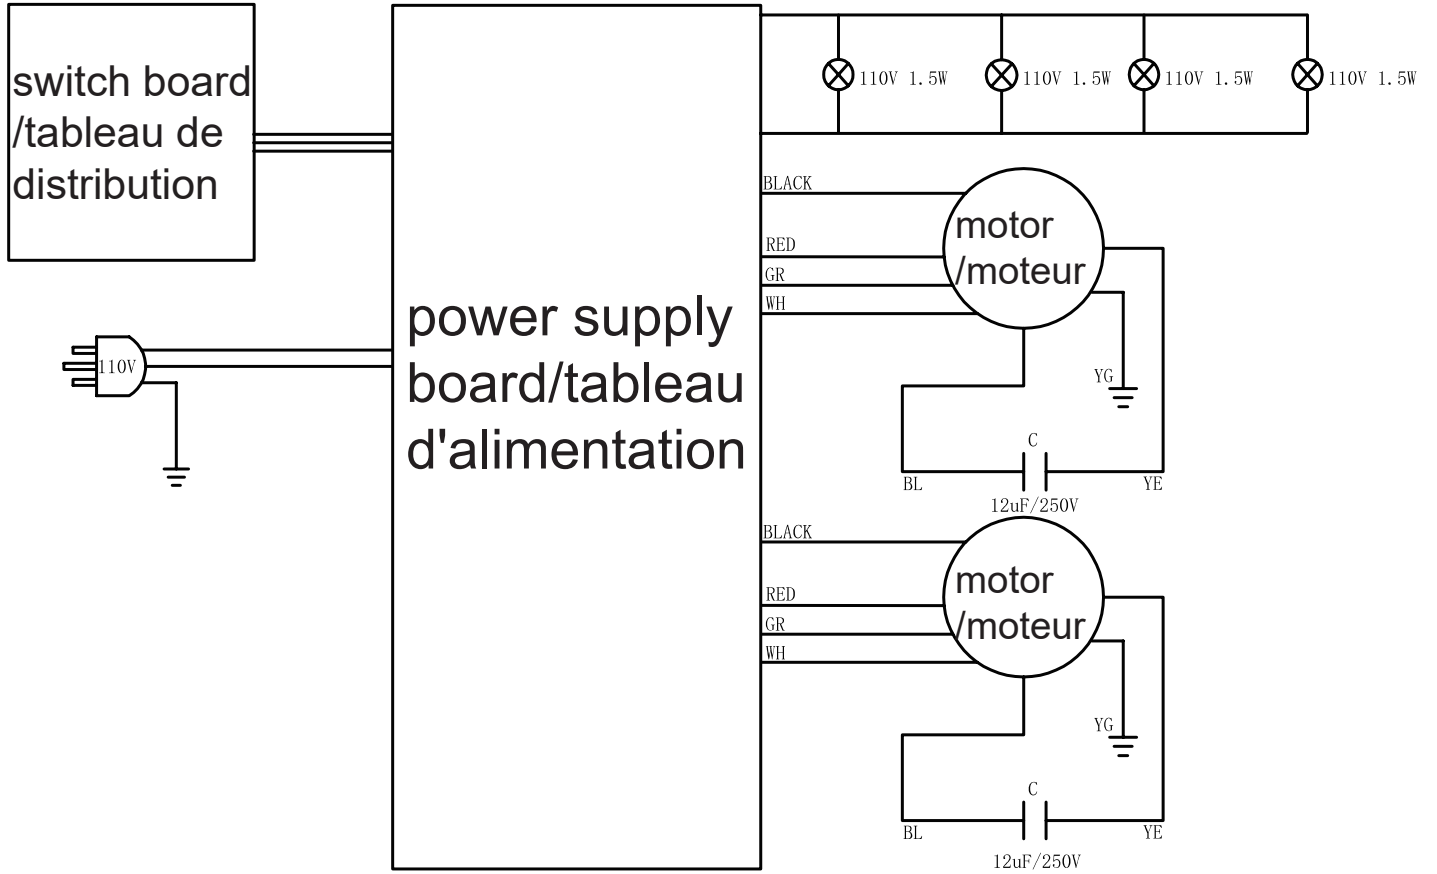 switch board
/tableau de
distribution
110V
power supply
board/tableau
d'alimentation
110V 1.5W
110V 1.5W
110V 1.5W
110V 1.5W
BLACK
RED
GR
WH
motor
/moteur
YG
C
BL
YE
12uF/250V
BLACK
RED
GR
WH
motor
/moteur
YG
C
BL
YE
12uF/250V